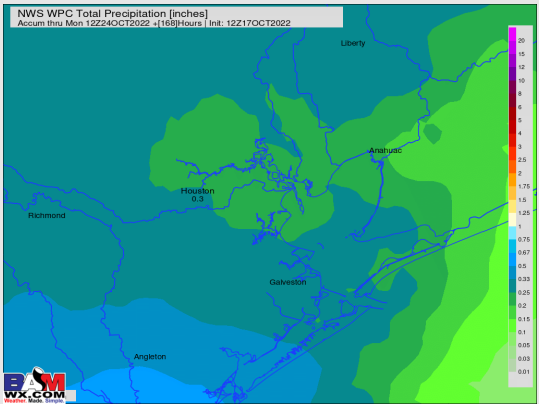 NWS WPC Total Precipitation [inches]
Accum thru Mon 12Z24OCT2022 +[168]Hours | Init: 12Z17OCT2022
Liberty
Anahuac
Houston
0.3
Richmond
Galveston
Angleton
20
15
12
10
8
6
5
4
3
2.5
2
1.75
1.5
1.25
1
0.75
0.67
0.5
0.33
0.25
0.2
0.15
0.1
0.05
0.03
0.01
BAM
WX.COM
Weather. Made. Simple.